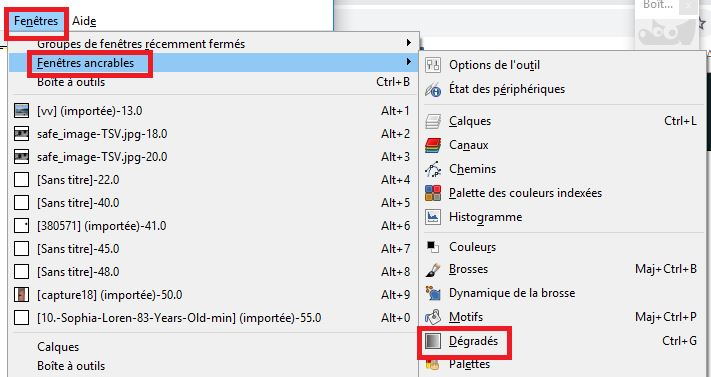 Fenêtres Aide
Groupes de fenêtres récemment fermés
Fenêtres ancrables
Boîte à outils Ctrl+B
[vv] (importée)-13.0 Alt+1
safe_image-TSV.jpg-18.0 Alt+2
safe_image-TSV.jpg-20.0 Alt+3
[Sans titre]-22.0 Alt+4
[Sans titre]-40.0 Alt+5
[380571] (importée)-41.0 Alt+6
[Sans titre]-45.0 Alt+7
[Sans titre]-48.0 Alt+8
[capture18] (importée)-50.0 Alt+9
[10.-Sophia-Loren-83-Years-Old-min] (importée)-55.0 Alt+0
Calques
Boîte à outils
Boît...
Options de l'outil
État des périphériques
Calques Ctrl+L
Canaux
Chemins
Palette des couleurs indexées
Histogramme
Couleurs
Brosses Maj+Ctrl+B
Dynamique de la brosse
Motifs Maj+Ctrl+P
Dégradés Ctrl+G
Palettes